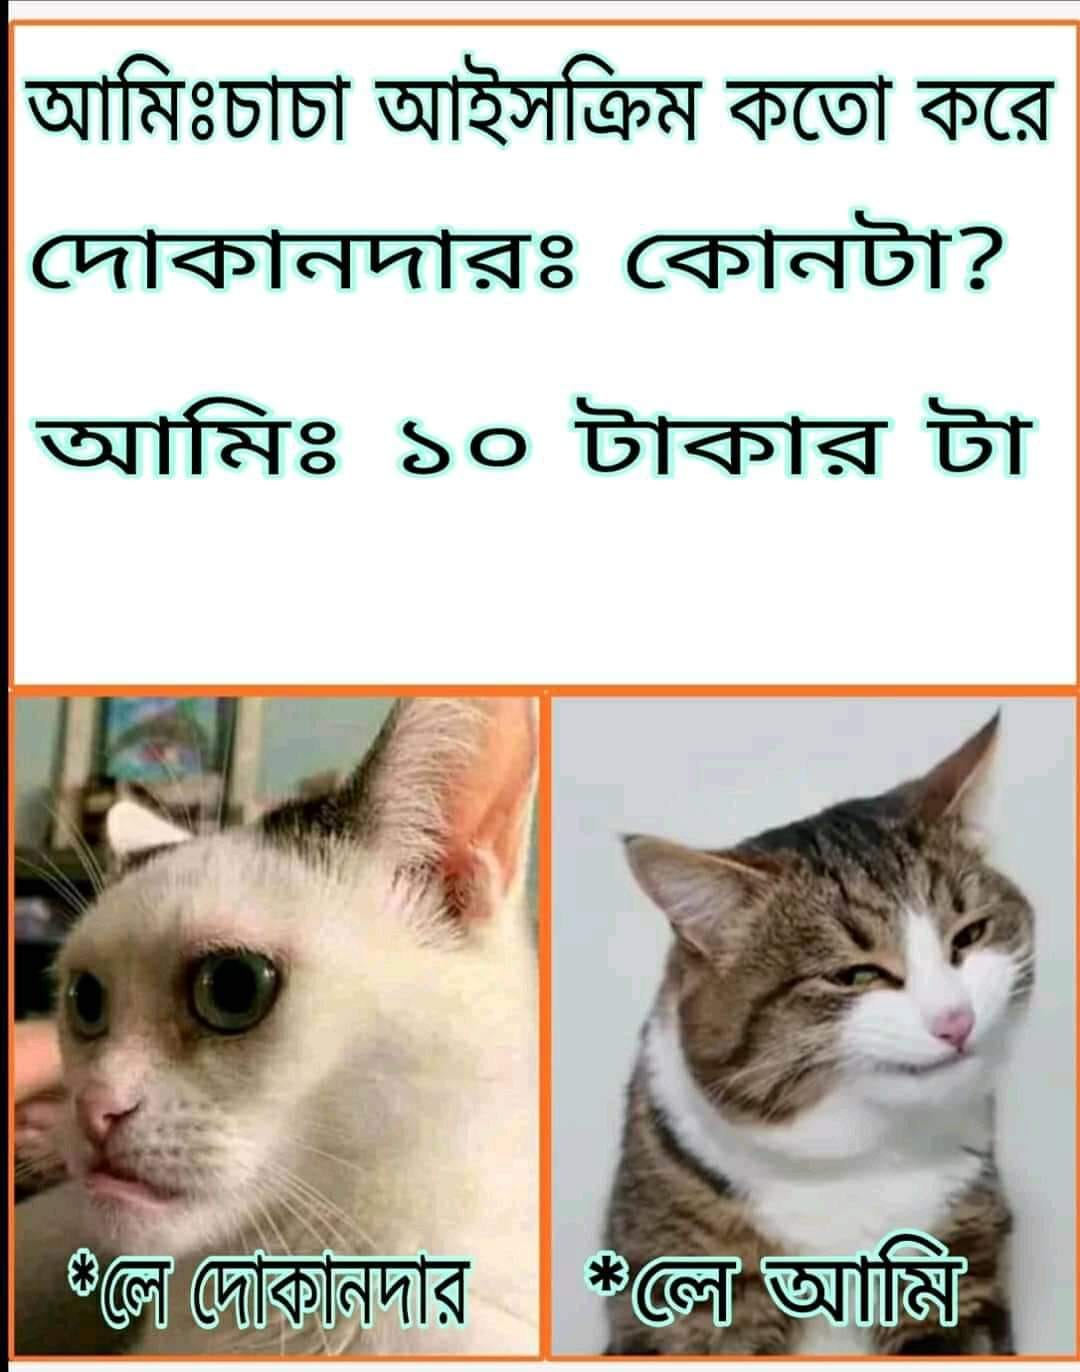 আমিঃচাচা আইসক্রিম কতো করে
দোকানদারঃ কোনটা?
আমিঃ ১০ টাকার টা
*লে দোকানদার
*লে আমি